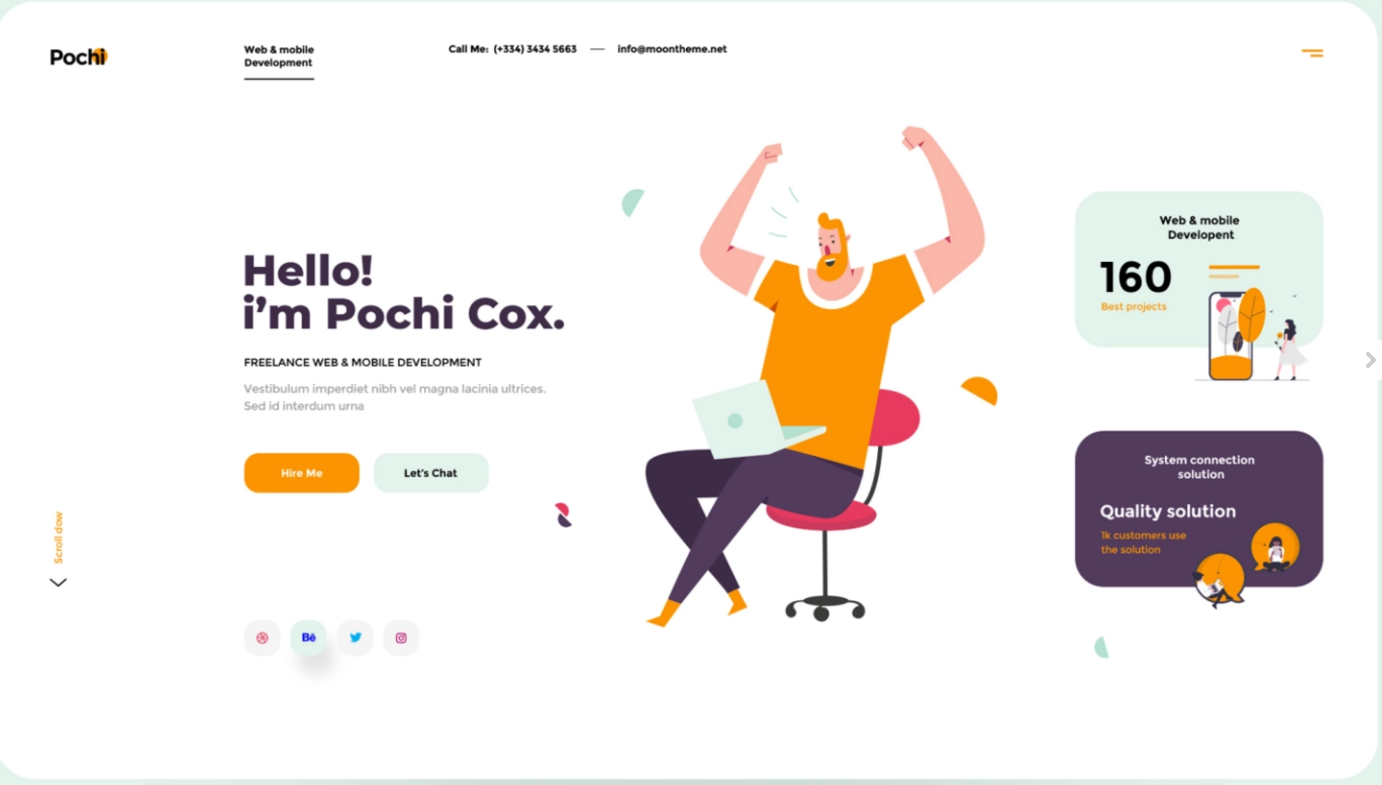 Pochi
Web & mobile
Development
Call Me: (+334) 3434 5663 — info@moontheme.net
Hello!
i'm Pochi Cox.
FREELANCE WEB & MOBILE DEVELOPMENT
Vestibulum imperdiet nibh vel magna lacinia ultrices.
Sed id interdum urna
Hire Me
Let's Chat
Scroll dow
Bē
Web & mobile
Developent
160
Best projects
System connection
solution
Quality solution
1k customers use
the solution